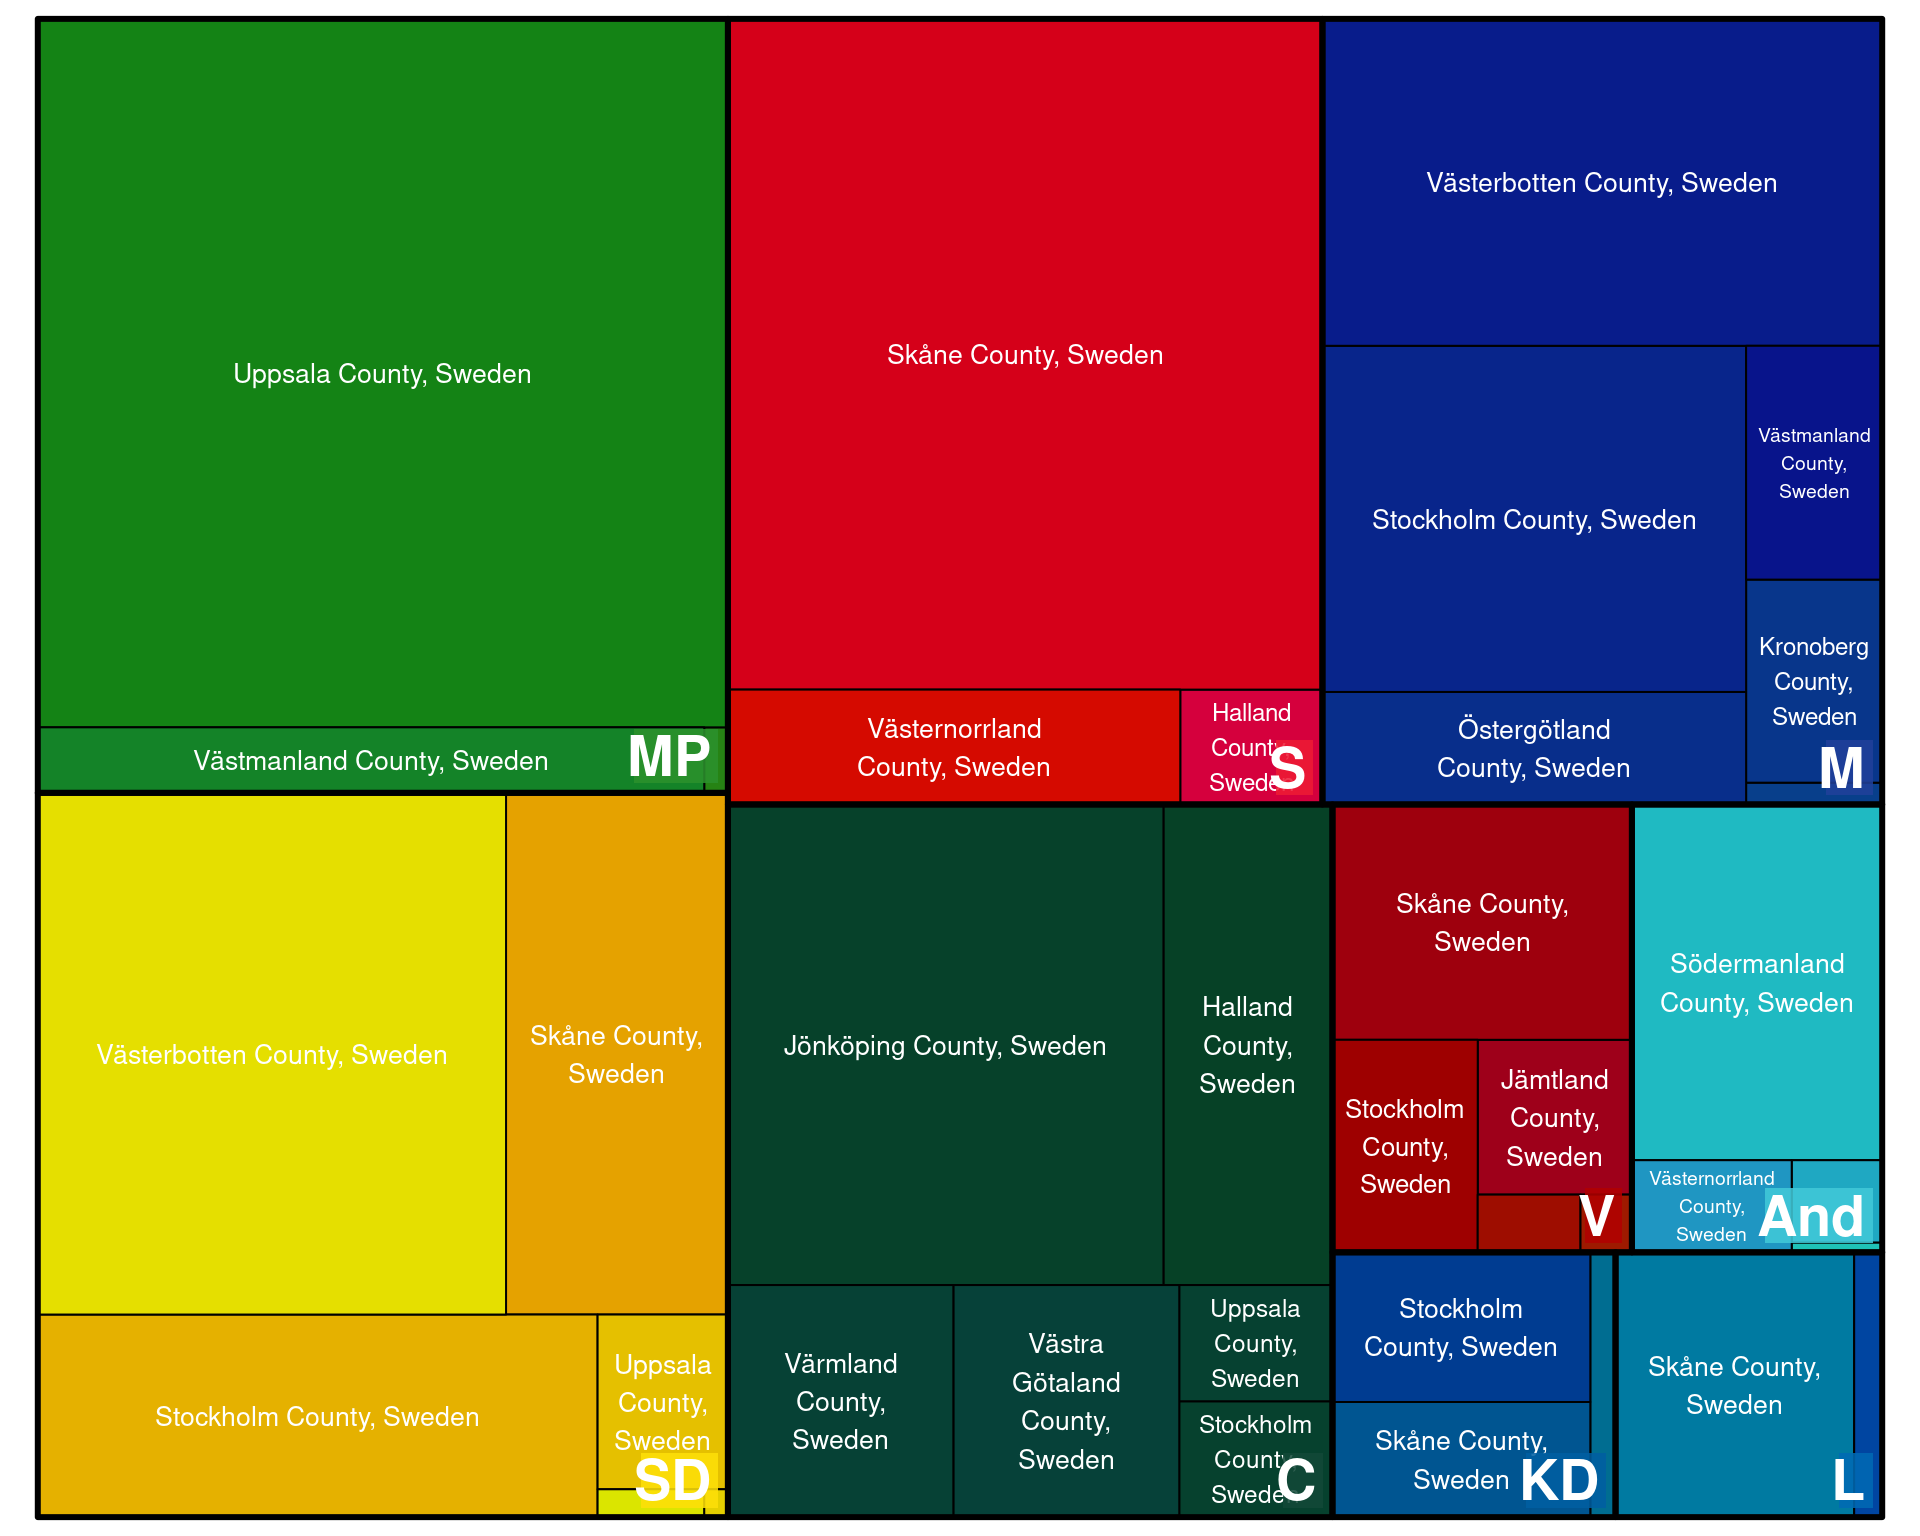 Uppsala County, Sweden
Västmanland County, Sweden
MP
Skåne County, Sweden
Västernorrland
County, Sweden
Halland
County,
Sweden
S
Västerbotten County, Sweden
Stockholm County, Sweden
Västmanland
County,
Sweden
Kronoberg
County,
Sweden
Östergötland
County, Sweden
M
Västerbotten County, Sweden
Skåne County,
Sweden
Stockholm County, Sweden
Uppsala
County,
Sweden
SD
Jönköping County, Sweden
Halland
County,
Sweden
Värmland
County,
Sweden
Västra
Götaland
County,
Sweden
Uppsala
County,
Sweden
Stockholm
County,
Sweden
C
Skåne County,
Sweden
Stockholm
County,
Sweden
Jämtland
County,
Sweden
V
Södermanland
County, Sweden
Västernorrland
County,
Sweden
And
Stockholm
County, Sweden
Skåne County,
Sweden
KD
Skåne County,
Sweden
L